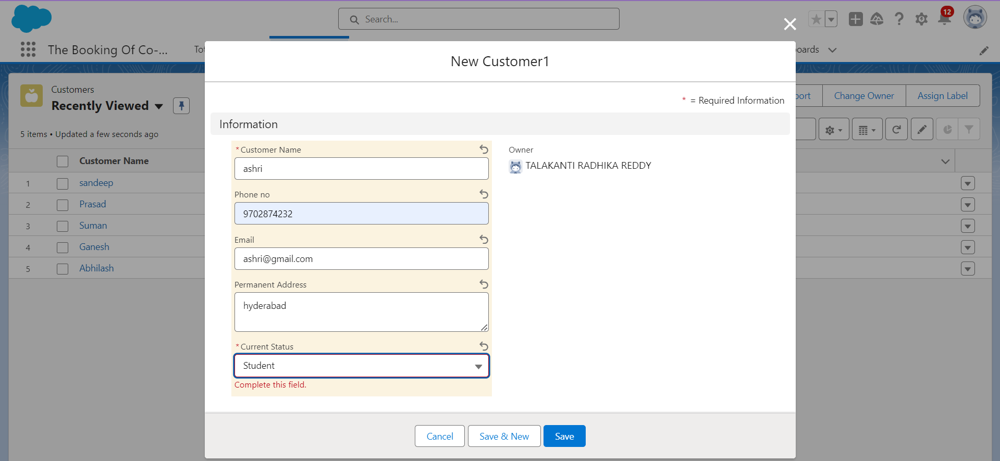 Search...
12
The Booking Of Co-...
Tot
boards
New Customer1
Customers
Recently Viewed
port
Change Owner
Assign Label
* = Required Information
Information
5 items • Updated a few seconds ago
* Customer Name
ashri
Owner
TALAKANTI RADHIKA REDDY
Customer Name
1 sandeep
2 Prasad
3 Suman
4 Ganesh
5 Abhilash
Phone no
9702874232
Email
ashri@gmail.com
Permanent Address
hyderabad
* Current Status
Student
Complete this field.
Cancel
Save & New
Save